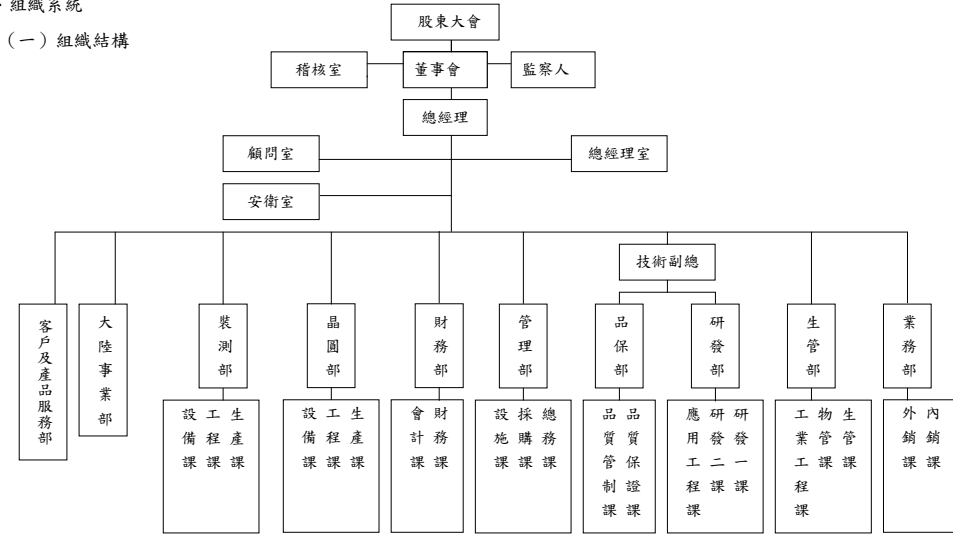 、組織系統
（一）組織結構
股東大會
稽核室
董事會
監察人
總經理
顧問室
總經理室
安衛室
技術副總
客戶及產品服務部
大陸事業部
裝測部
晶圓部
財務部
管理部
品保部
研發部
生管部
業務部
生產課
工程課
設備課
生產課
工程課
設備課
財務課
會計課
總務課
採購課
設施課
品質保證課
品質管制課
研發一課
研發二課
應用工程課
生管課
物管課
工業工程課
內銷課
外銷課